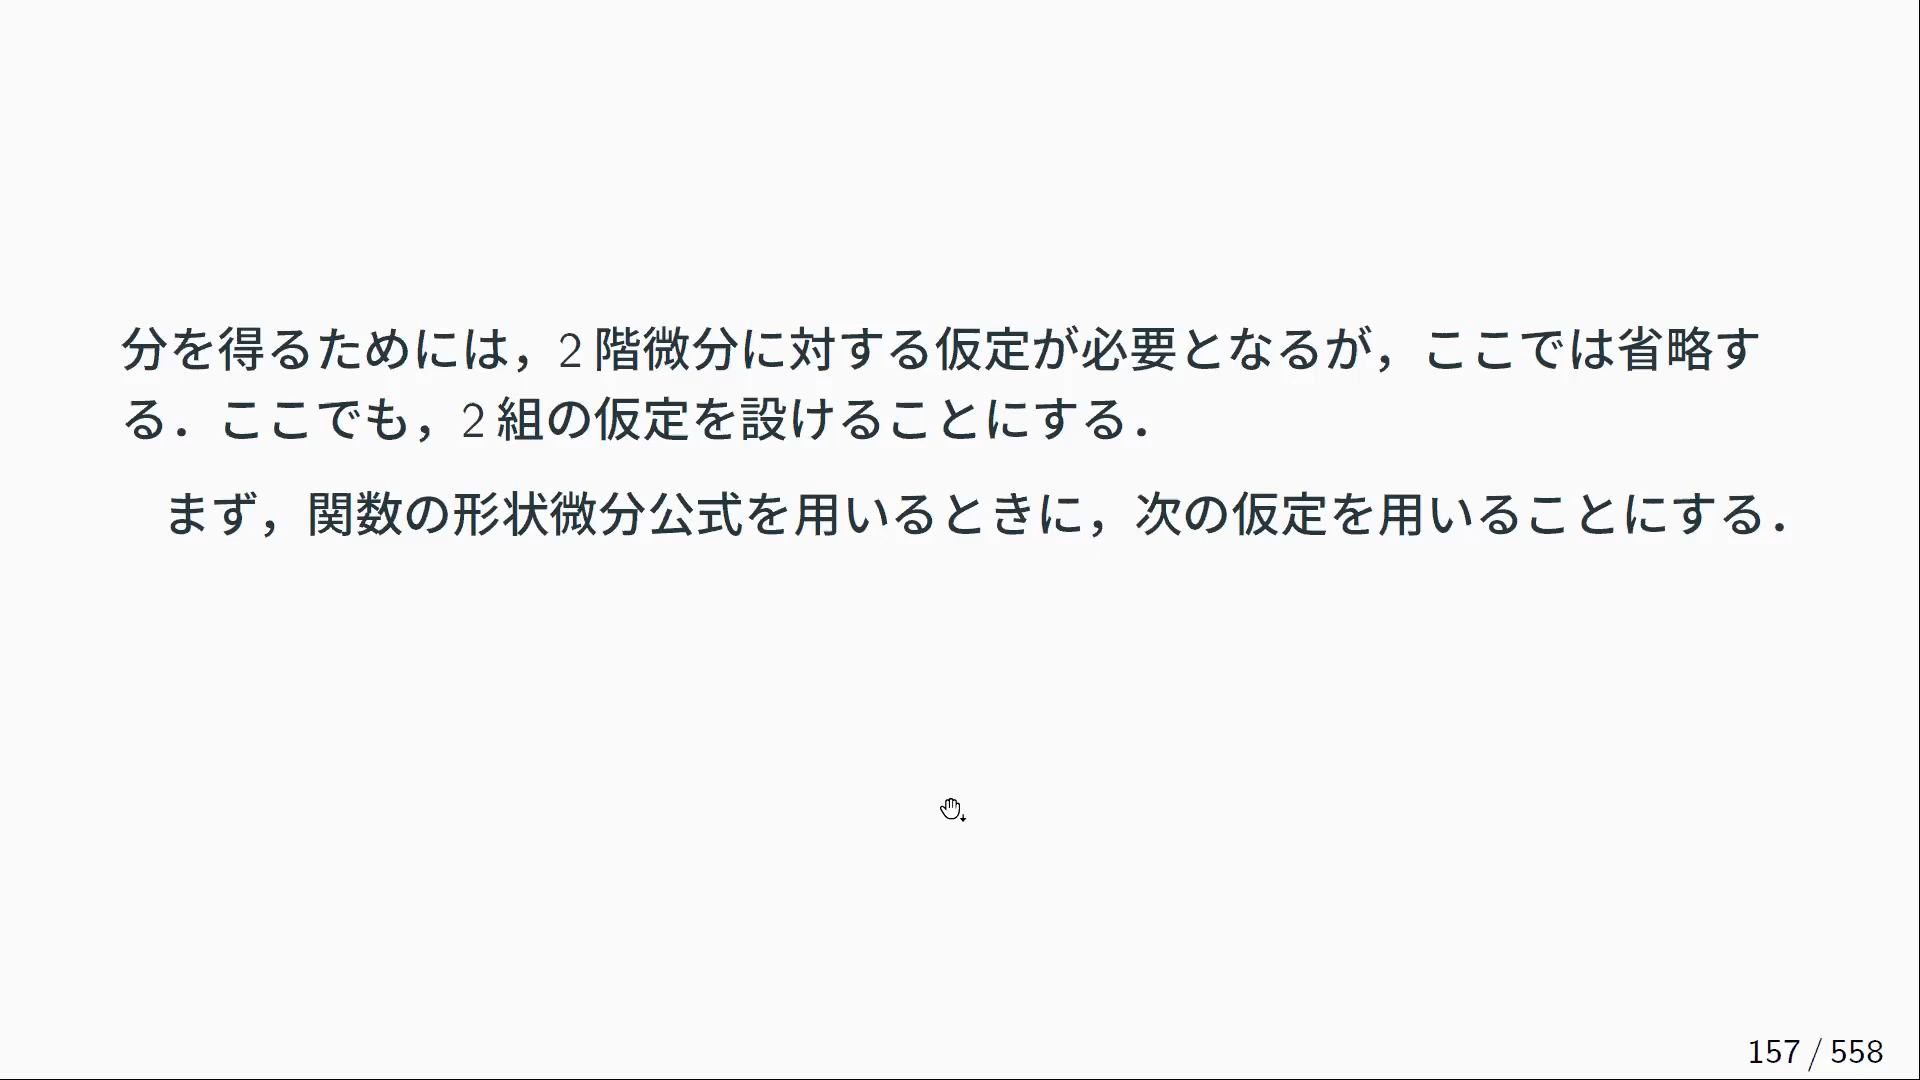 分を得るためには，2 階微分に対する仮定が必要となるが，ここでは省略す
る．ここでも，2 組の仮定を設けることにする．
まず，関数の形状微分公式を用いるときに，次の仮定を用いることにする．
157 / 558